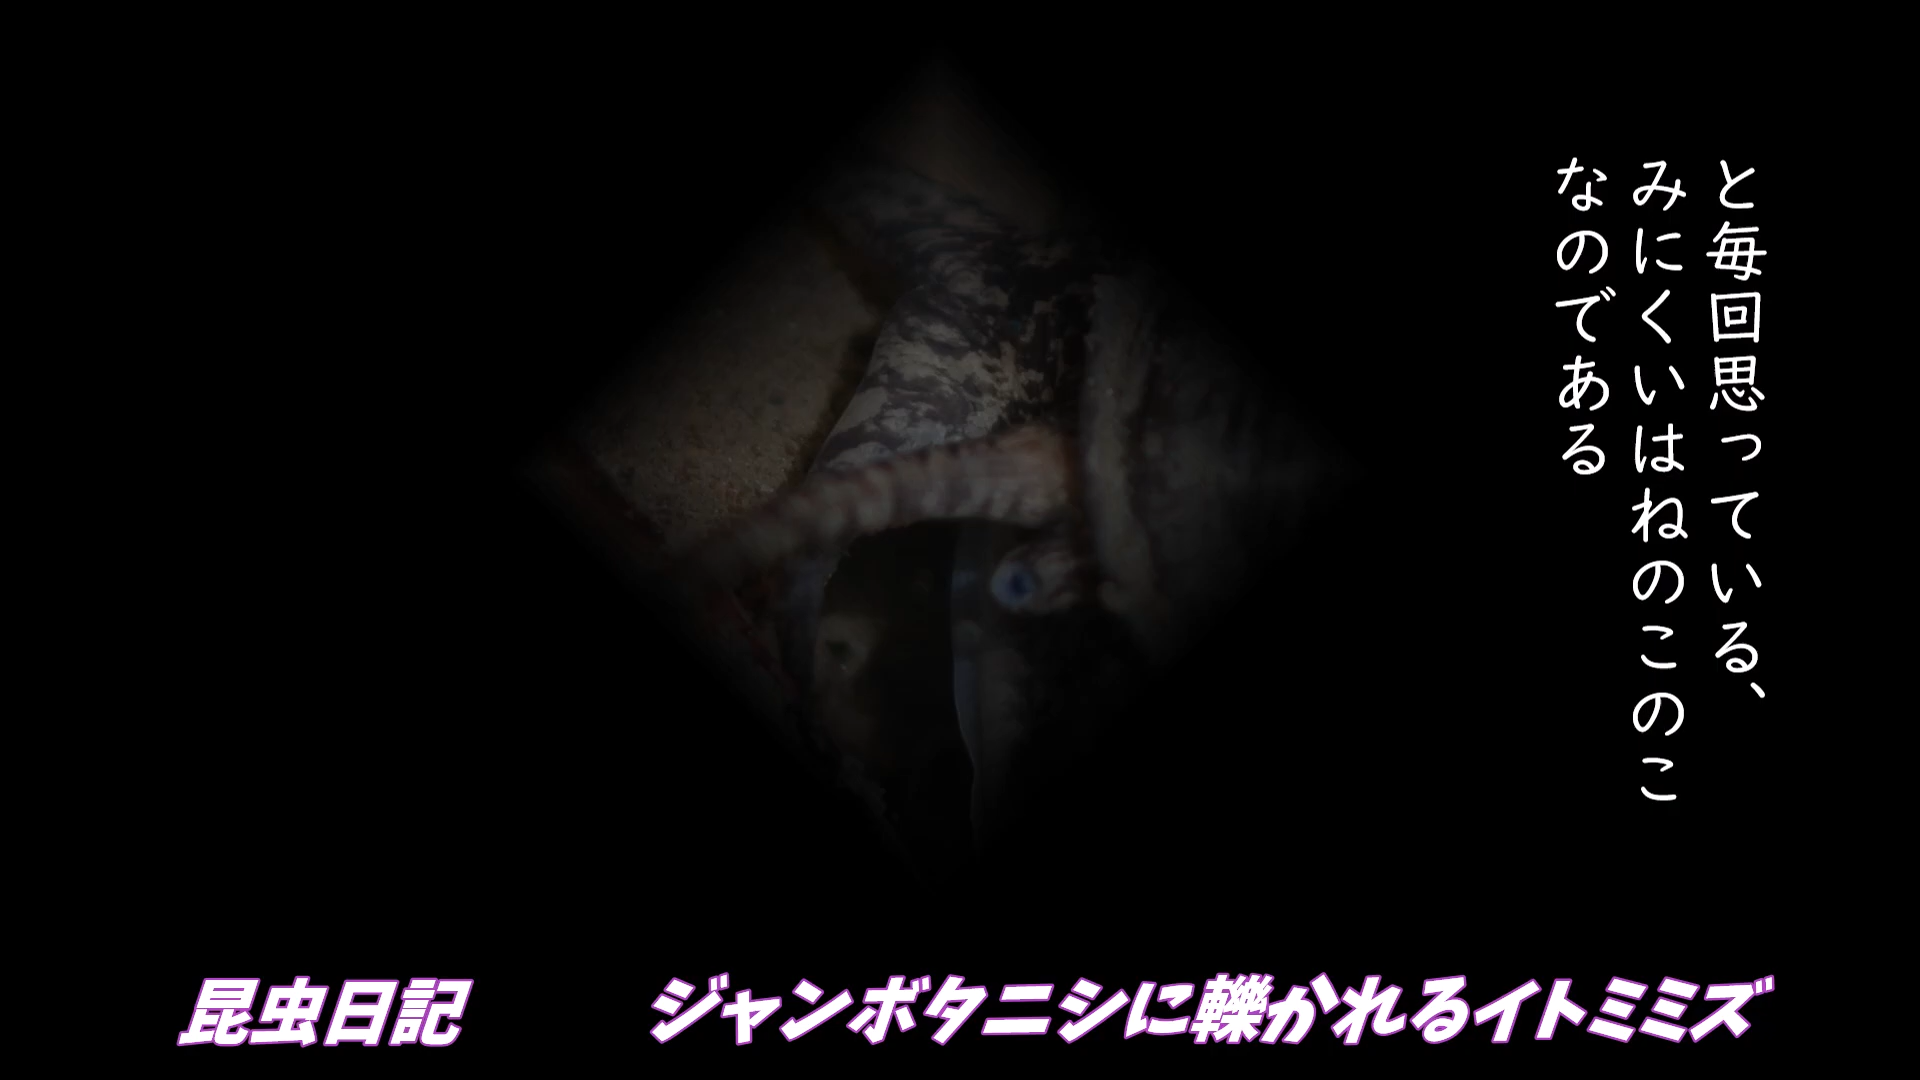 と毎回思っている、
みにくいはねのこのこ
なのである
昆虫日記
ジャンボタニシに轢かれるイトミミズ